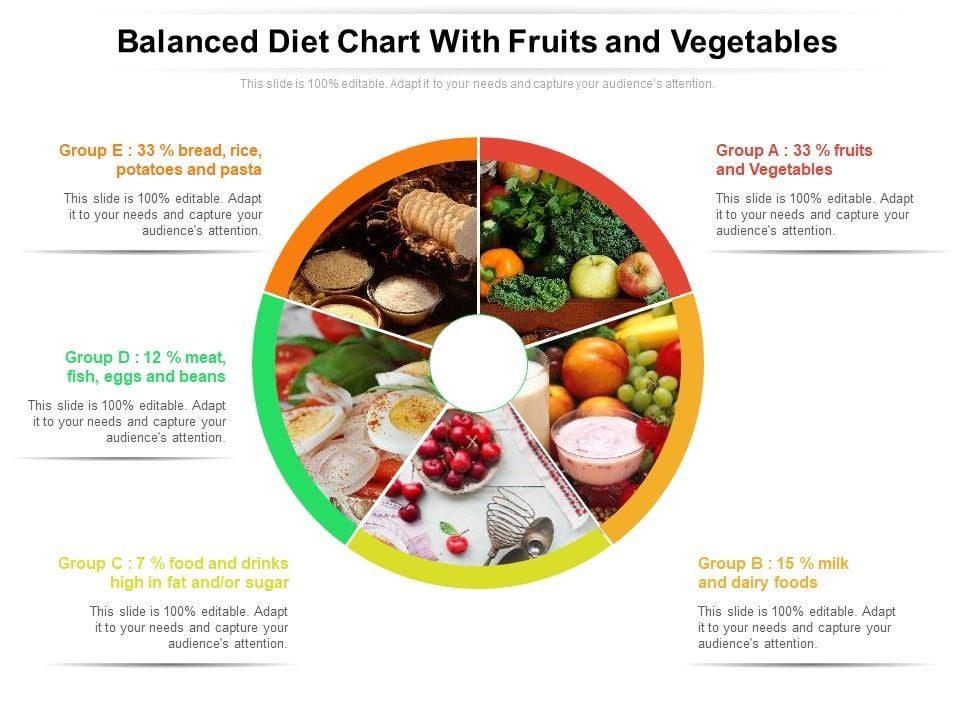 Balanced Diet Chart With Fruits and Vegetables
This slide is 100% editable. Adapt it to your needs and capture your audience's attention.
Group E : 33 % bread, rice,
potatoes and pasta
This slide is 100% editable. Adapt
it to your needs and capture your
audience's attention.
Group A : 33 % fruits
and Vegetables
This slide is 100% editable. Adapt
it to your needs and capture your
audience's attention.
Group D : 12 % meat,
fish, eggs and beans
This slide is 100% editable. Adapt
it to your needs and capture your
audience's attention.
Group C : 7 % food and drinks
high in fat and/or sugar
This slide is 100% editable. Adapt
it to your needs and capture your
audience's attention.
Group B : 15 % milk
and dairy foods
This slide is 100% editable. Adapt
it to your needs and capture your
audience's attention.